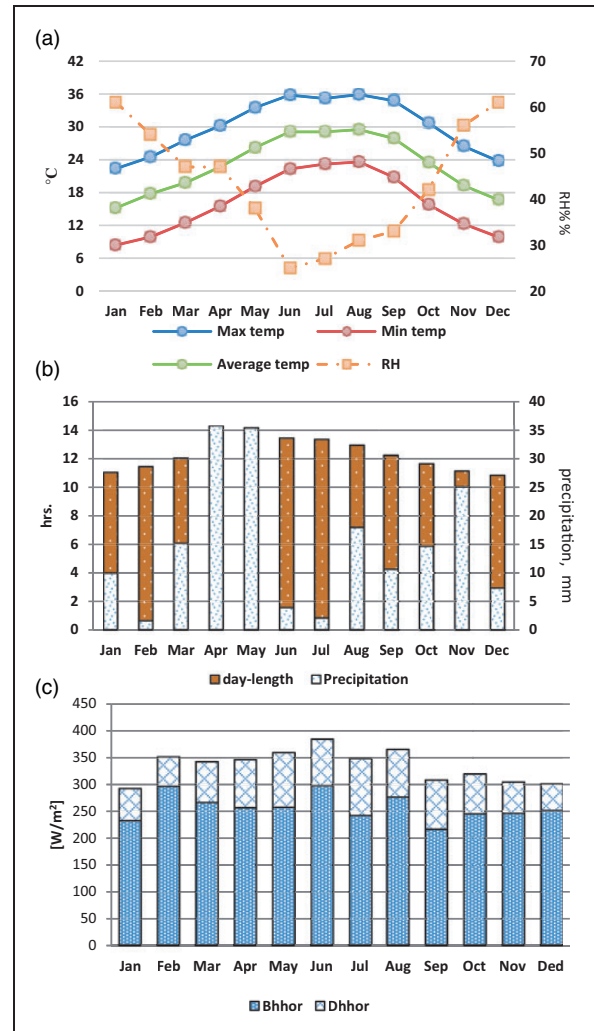 (a)
42 70
36 60
30
24 50
18 40
12
30
6
0 20
°C
RH%%
Jan Feb Mar Apr May Jun Jul Aug Sep Oct Nov Dec
Max temp Min temp
Average temp RH
(b)
16 40
14 35
12 30
10 25
8 20
6 15
4 10
2 5
0 0
hrs.
precipitation, mm
Jan Feb Mar Apr May Jun Jul Aug Sep Oct Nov Dec
day-length Precipitation
(c)
450
400
350
300
250
200
150
100
50
0
[W/m²]
Jan Feb Mar Apr May Jun Jul Aug Sep Oct Nov Ded
Bhhor Dhhor